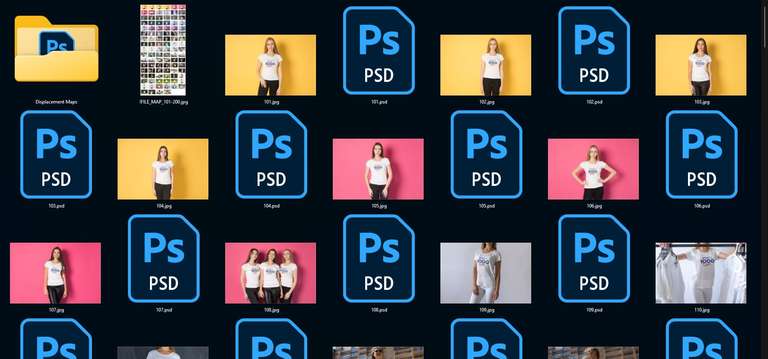 Ps
Displacement Maps
!FILE_MAP_101-200.jpg
101.jpg
Ps
PSD
101.psd
102.jpg
Ps
PSD
102.psd
103.jpg
Ps
PSD
103.psd
104.jpg
Ps
PSD
104.psd
105.jpg
Ps
PSD
105.psd
106.jpg
Ps
PSD
106.psd
107.jpg
Ps
PSD
107.psd
108.jpg
Ps
PSD
108.psd
1000
109.jpg
Ps
PSD
109.psd
1000
110.jpg